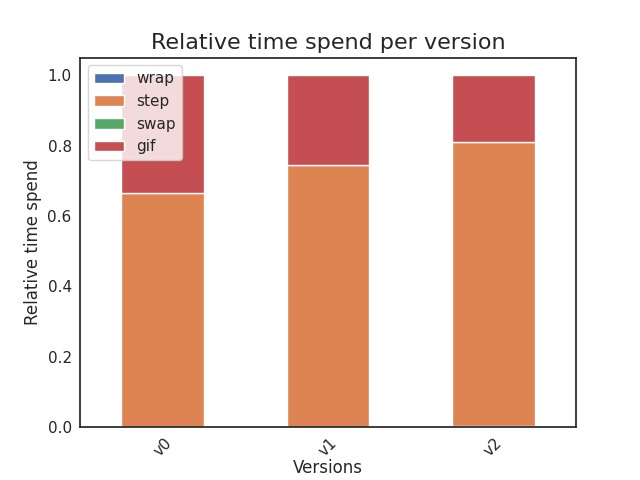 Relative time spend per version
wrap
step
swap
gif
Relative time spend
1.0
0.8
0.6
0.4
0.2
0.0
v0
v1
v2
Versions